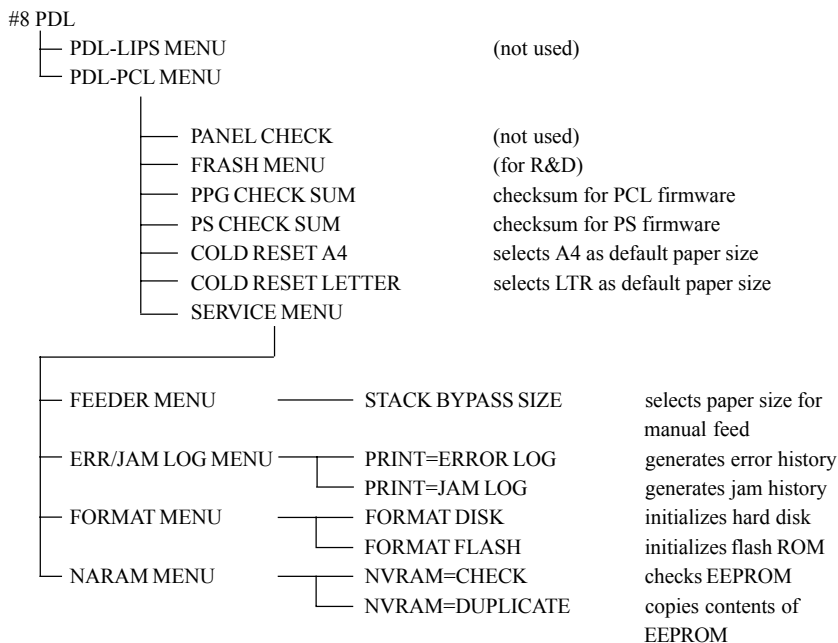 #8 PDL
PDL-LIPS MENU (not used)
PDL-PCL MENU
PANEL CHECK (not used)
FRASH MENU (for R&D)
PPG CHECK SUM checksum for PCL firmware
PS CHECK SUM checksum for PS firmware
COLD RESET A4 selects A4 as default paper size
COLD RESET LETTER selects LTR as default paper size
SERVICE MENU
FEEDER MENU STACK BYPASS SIZE selects paper size for
manual feed
ERR/JAM LOG MENU PRINT=ERROR LOG generates error history
PRINT=JAM LOG generates jam history
FORMAT MENU FORMAT DISK initializes hard disk
FORMAT FLASH initializes flash ROM
NARAM MENU NVRAM=CHECK checks EEPROM
NVRAM=DUPLICATE copies contents of
EEPROM